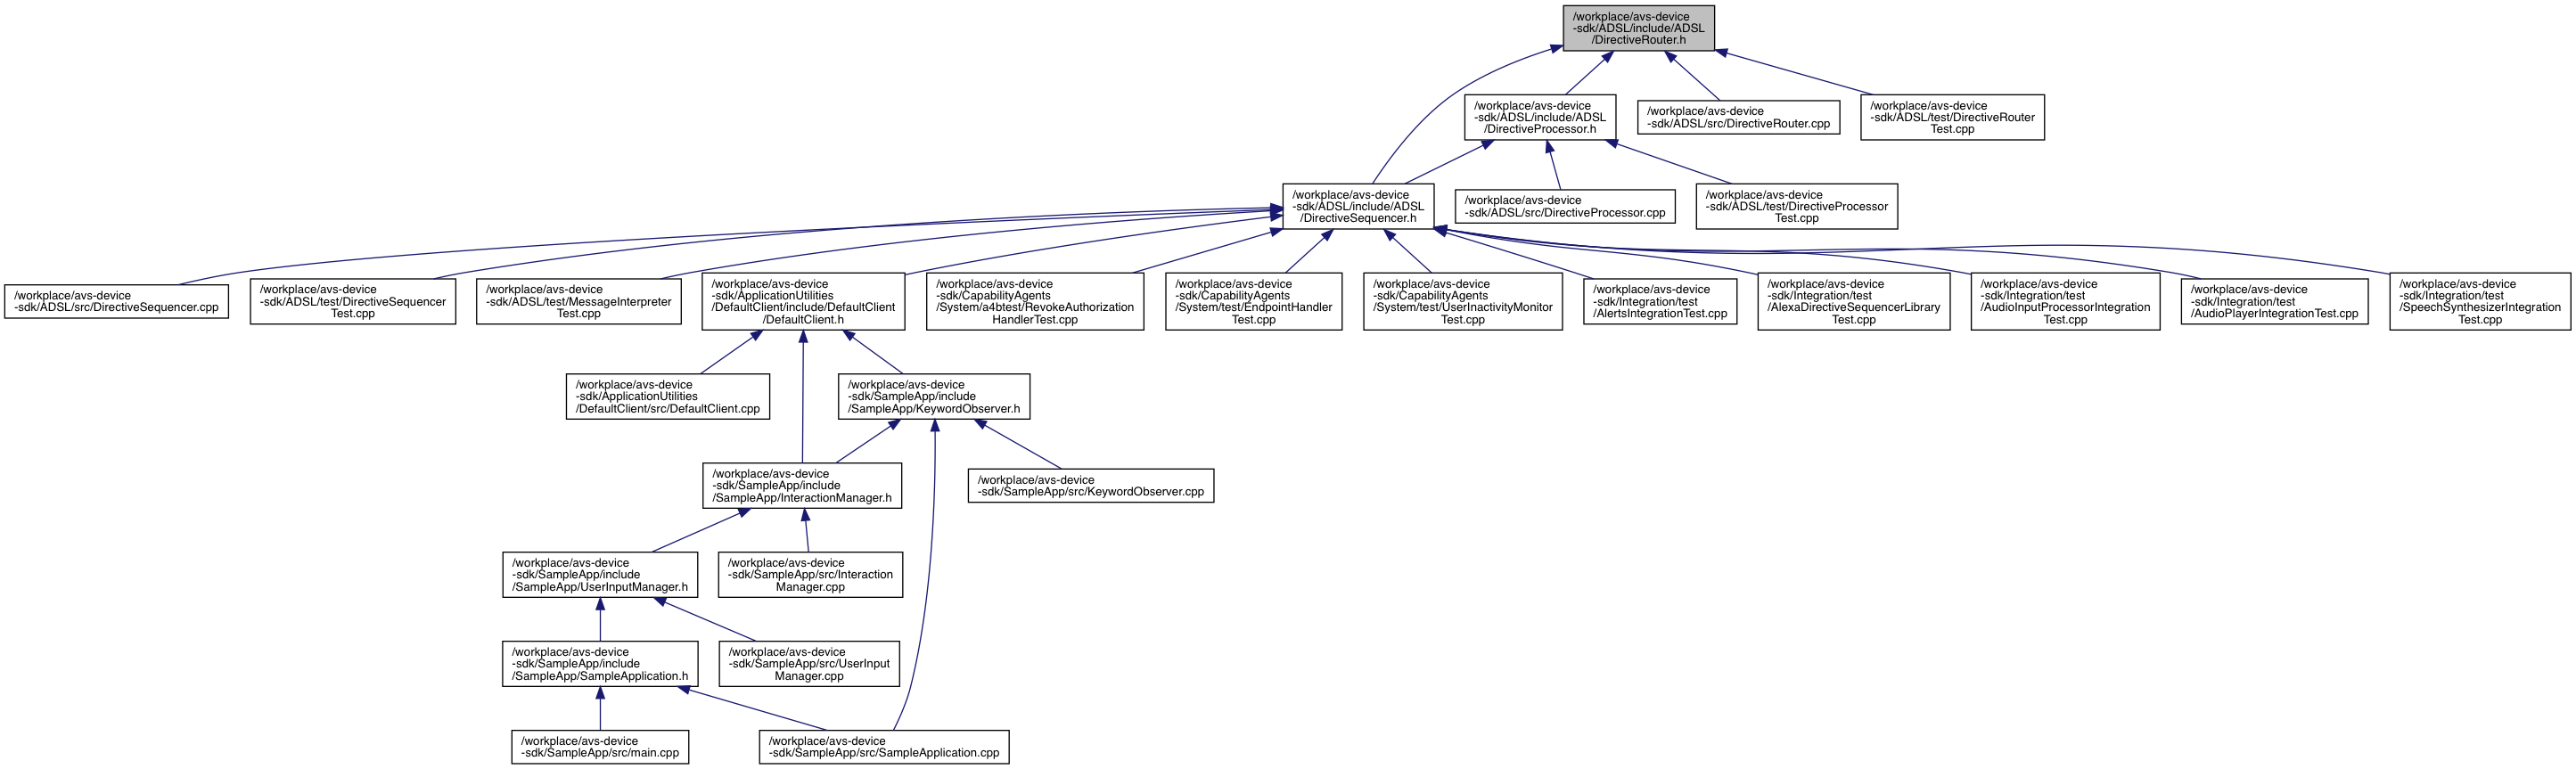 /workplace/avs-device
-sdk/ADSL/include/ADSL
/DirectiveRouter.h
/workplace/avs-device
-sdk/ADSL/include/ADSL
/DirectiveProcessor.h
/workplace/avs-device
-sdk/ADSL/src/DirectiveRouter.cpp
/workplace/avs-device
-sdk/ADSL/test/DirectiveRouter
Test.cpp
/workplace/avs-device
-sdk/ADSL/include/ADSL
/DirectiveSequencer.h
/workplace/avs-device
-sdk/ADSL/src/DirectiveProcessor.cpp
/workplace/avs-device
-sdk/ADSL/test/DirectiveProcessor
Test.cpp
/workplace/avs-device
-sdk/ADSL/src/DirectiveSequencer.cpp
/workplace/avs-device
-sdk/ADSL/test/DirectiveSequencer
Test.cpp
/workplace/avs-device
-sdk/ADSL/test/MessageInterpreter
Test.cpp
/workplace/avs-device
-sdk/ApplicationUtilities
/DefaultClient/include/DefaultClient
/DefaultClient.h
/workplace/avs-device
-sdk/CapabilityAgents
/System/a4btest/RevokeAuthorization
HandlerTest.cpp
/workplace/avs-device
-sdk/CapabilityAgents
/System/test/EndpointHandler
Test.cpp
/workplace/avs-device
-sdk/CapabilityAgents
/System/test/UserInactivityMonitor
Test.cpp
/workplace/avs-device
-sdk/Integration/test
/AlertsIntegrationTest.cpp
/workplace/avs-device
-sdk/Integration/test
/AlexaDirectiveSequencerLibrary
Test.cpp
/workplace/avs-device
-sdk/Integration/test
/AudioInputProcessorIntegration
Test.cpp
/workplace/avs-device
-sdk/Integration/test
/AudioPlayerIntegrationTest.cpp
/workplace/avs-device
-sdk/Integration/test
/SpeechSynthesizerIntegration
Test.cpp
/workplace/avs-device
-sdk/ApplicationUtilities
/DefaultClient/src/DefaultClient.cpp
/workplace/avs-device
-sdk/SampleApp/include
/SampleApp/KeywordObserver.h
/workplace/avs-device
-sdk/SampleApp/include
/SampleApp/InteractionManager.h
/workplace/avs-device
-sdk/SampleApp/src/KeywordObserver.cpp
/workplace/avs-device
-sdk/SampleApp/include
/SampleApp/UserInputManager.h
/workplace/avs-device
-sdk/SampleApp/src/Interaction
Manager.cpp
/workplace/avs-device
-sdk/SampleApp/include
/SampleApp/SampleApplication.h
/workplace/avs-device
-sdk/SampleApp/src/UserInput
Manager.cpp
/workplace/avs-device
-sdk/SampleApp/src/main.cpp
/workplace/avs-device
-sdk/SampleApp/src/SampleApplication.cpp